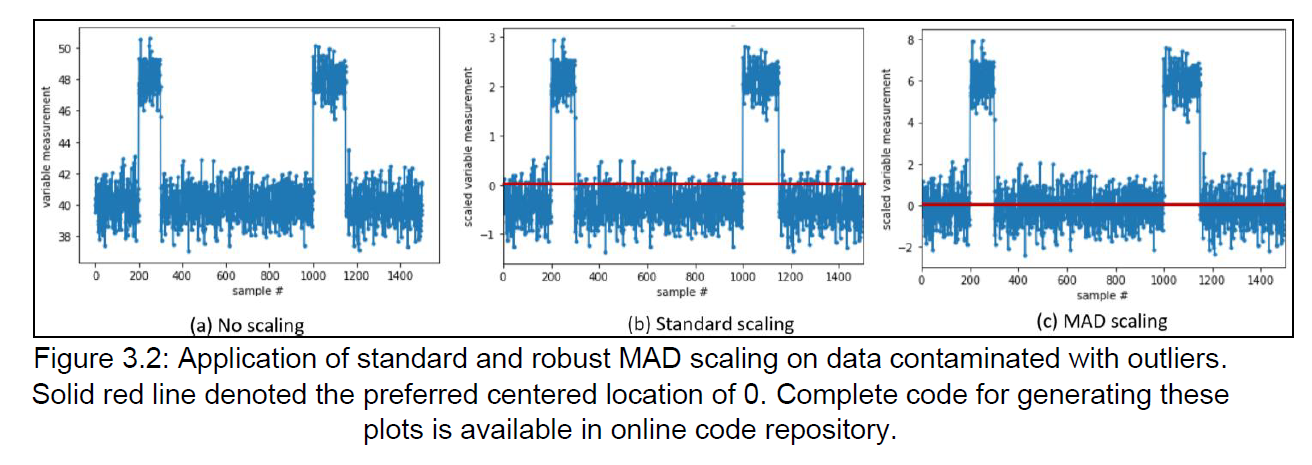 variable measurement
50
48
46
44
42
40
38
0 200 400 600 800 1000 1200 1400
sample #
(a) No scaling
scaled variable measurement
3
2
1
0
−1
0 200 400 600 800 1000 1200 1400
sample #
(b) Standard scaling
scaled variable measurement
8
6
4
2
0
−2
0 200 400 600 800 1000 1200 1400
sample #
(c) MAD scaling
Figure 3.2: Application of standard and robust MAD scaling on data contaminated with outliers.
Solid red line denoted the preferred centered location of 0. Complete code for generating these
plots is available in online code repository.